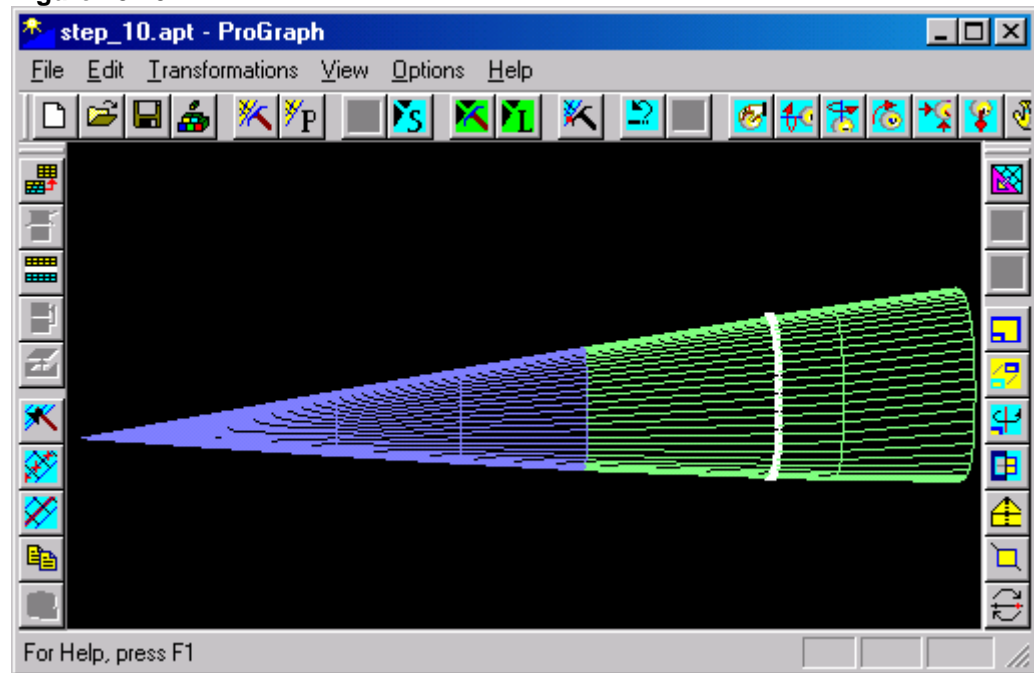 step_10.apt - ProGraph
File Edit Transformations View Options Help
P S L
For Help, press F1